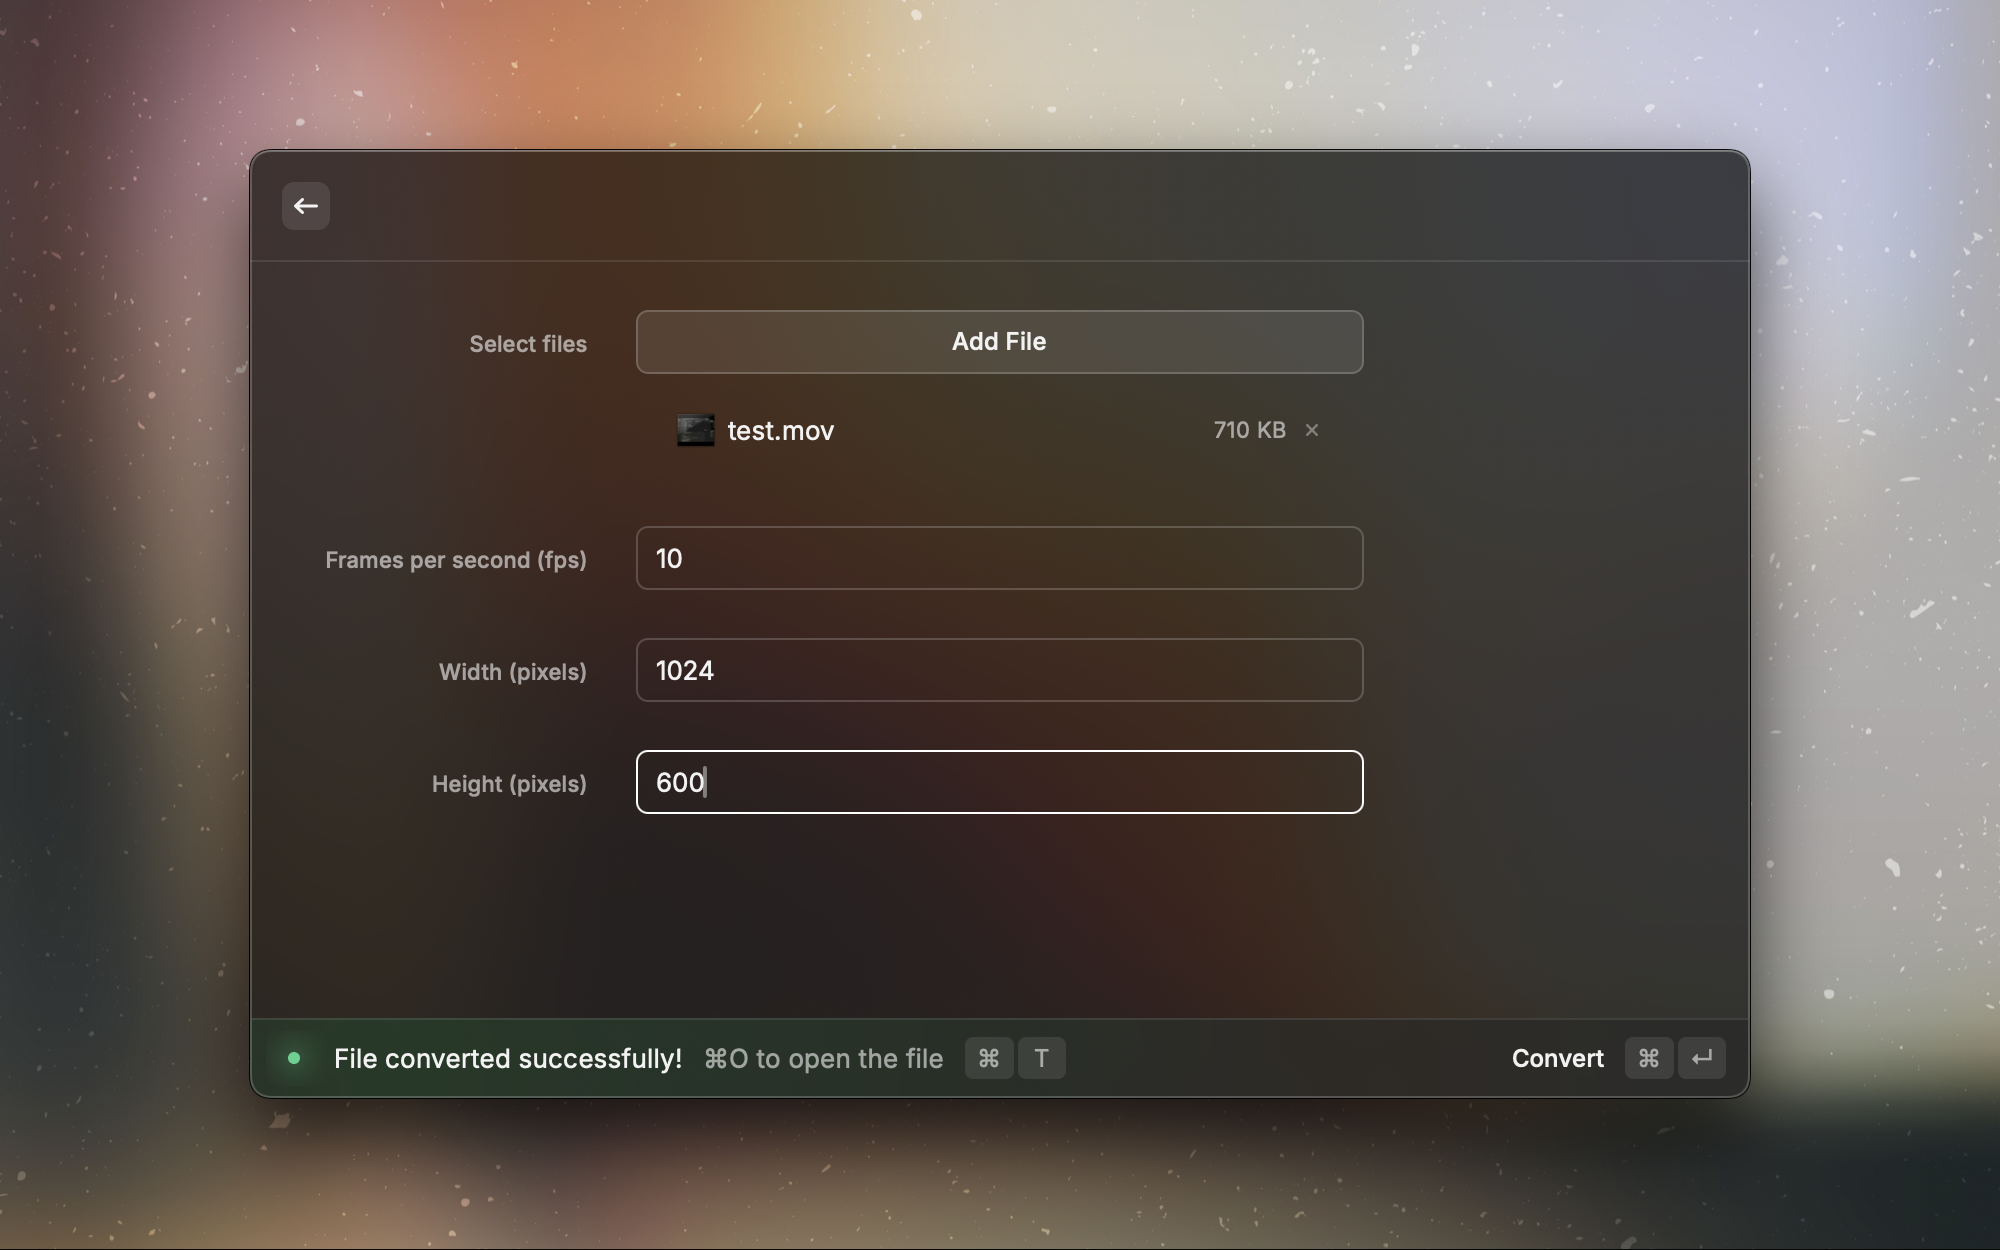 Select files
Add File
test.mov 710 KB ×
Frames per second (fps)
10
Width (pixels)
1024
Height (pixels)
600
File converted successfully! ⌘O to open the file ⌘ T
Convert ⌘ ↵